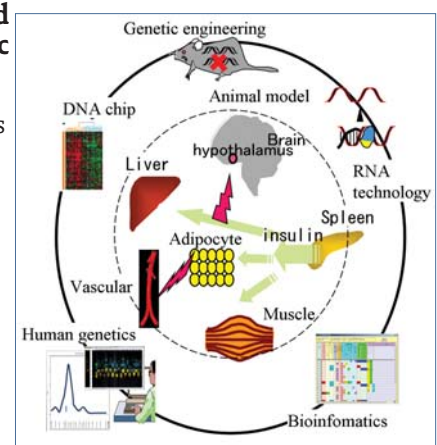 d
c
s
Genetic engineering
Animal model
DNA chip
Brain
hypothalamus
Liver
RNA
technology
Spleen
insulin
Adipocyte
Vascular
Muscle
Human genetics
Bioinfomatics